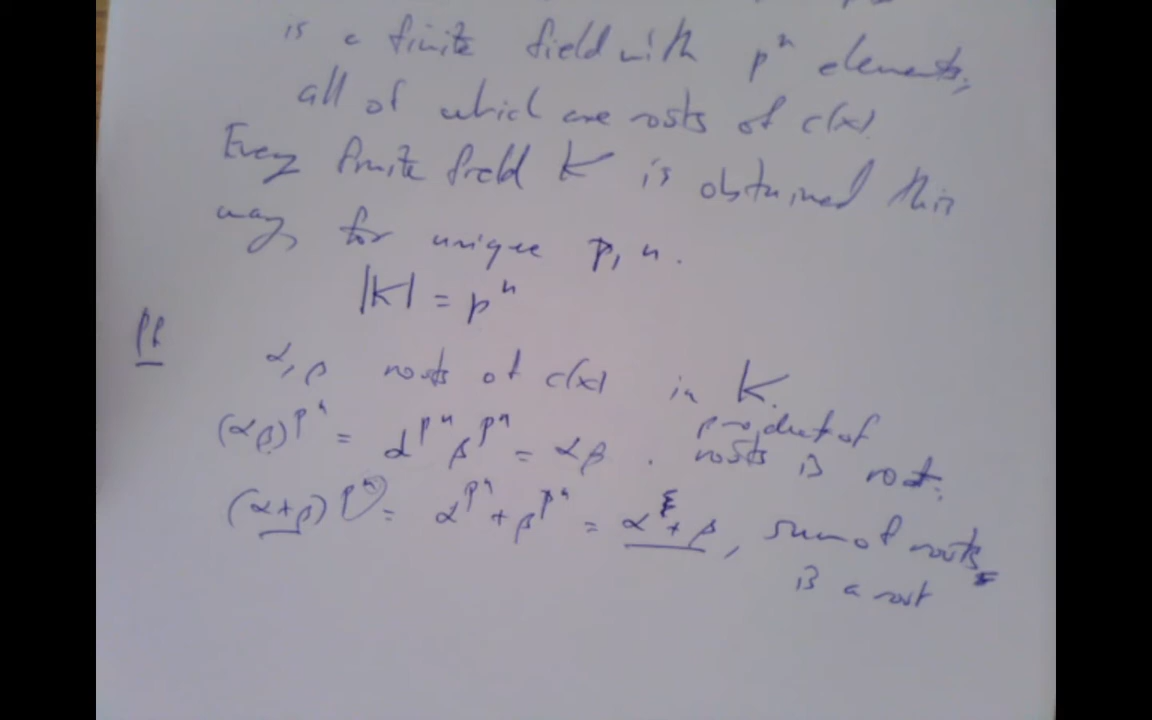 is a finite field with p^n elements,
all of which are roots of c(x).
Every finite field K is obtained this
way, for unique p, n.
|K| = p^n
Pf
α, β roots of c(x) in K.
(αβ)^{p^n} = α^{p^n} β^{p^n} = αβ . product of
roots is root.
(α+β)^{p^n} = α^{p^n} + β^{p^n} = α + β, sum of roots
is a root